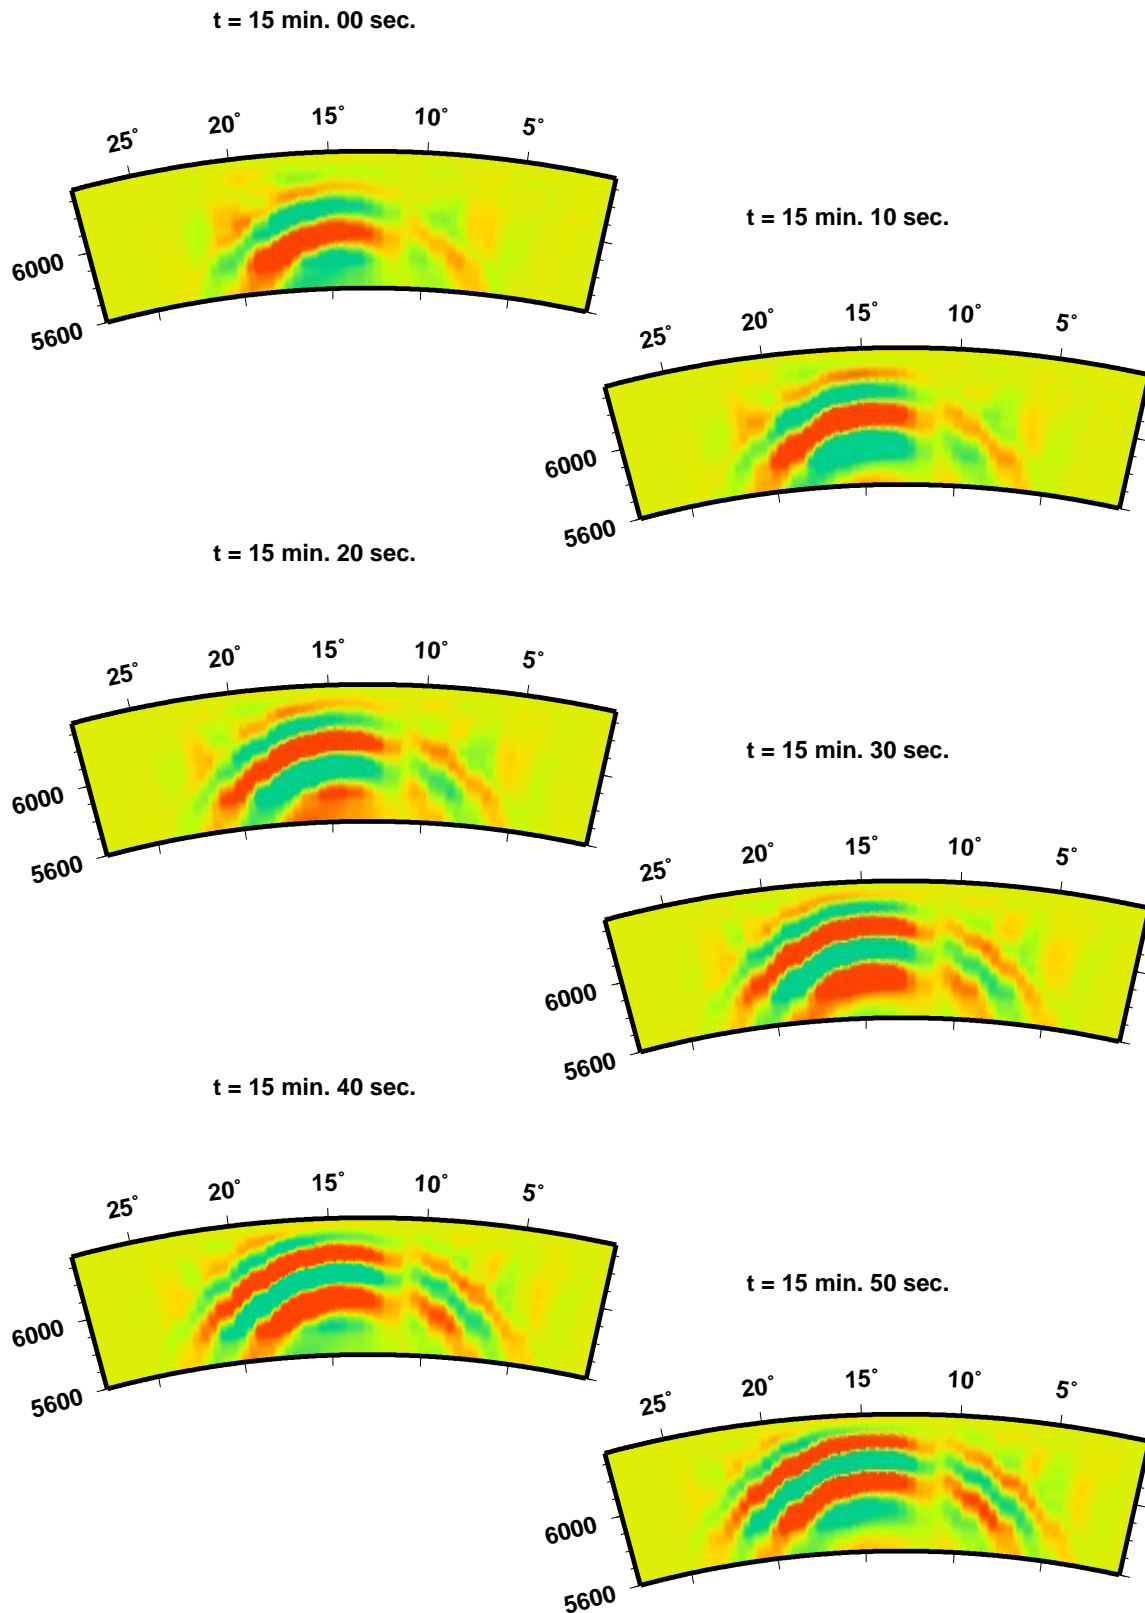 t = 15 min. 00 sec.
25° 20° 15° 10° 5°
6000
5600
t = 15 min. 10 sec.
25° 20° 15° 10° 5°
6000
5600
t = 15 min. 20 sec.
25° 20° 15° 10° 5°
6000
5600
t = 15 min. 30 sec.
25° 20° 15° 10° 5°
6000
5600
t = 15 min. 40 sec.
25° 20° 15° 10° 5°
6000
5600
t = 15 min. 50 sec.
25° 20° 15° 10° 5°
6000
5600